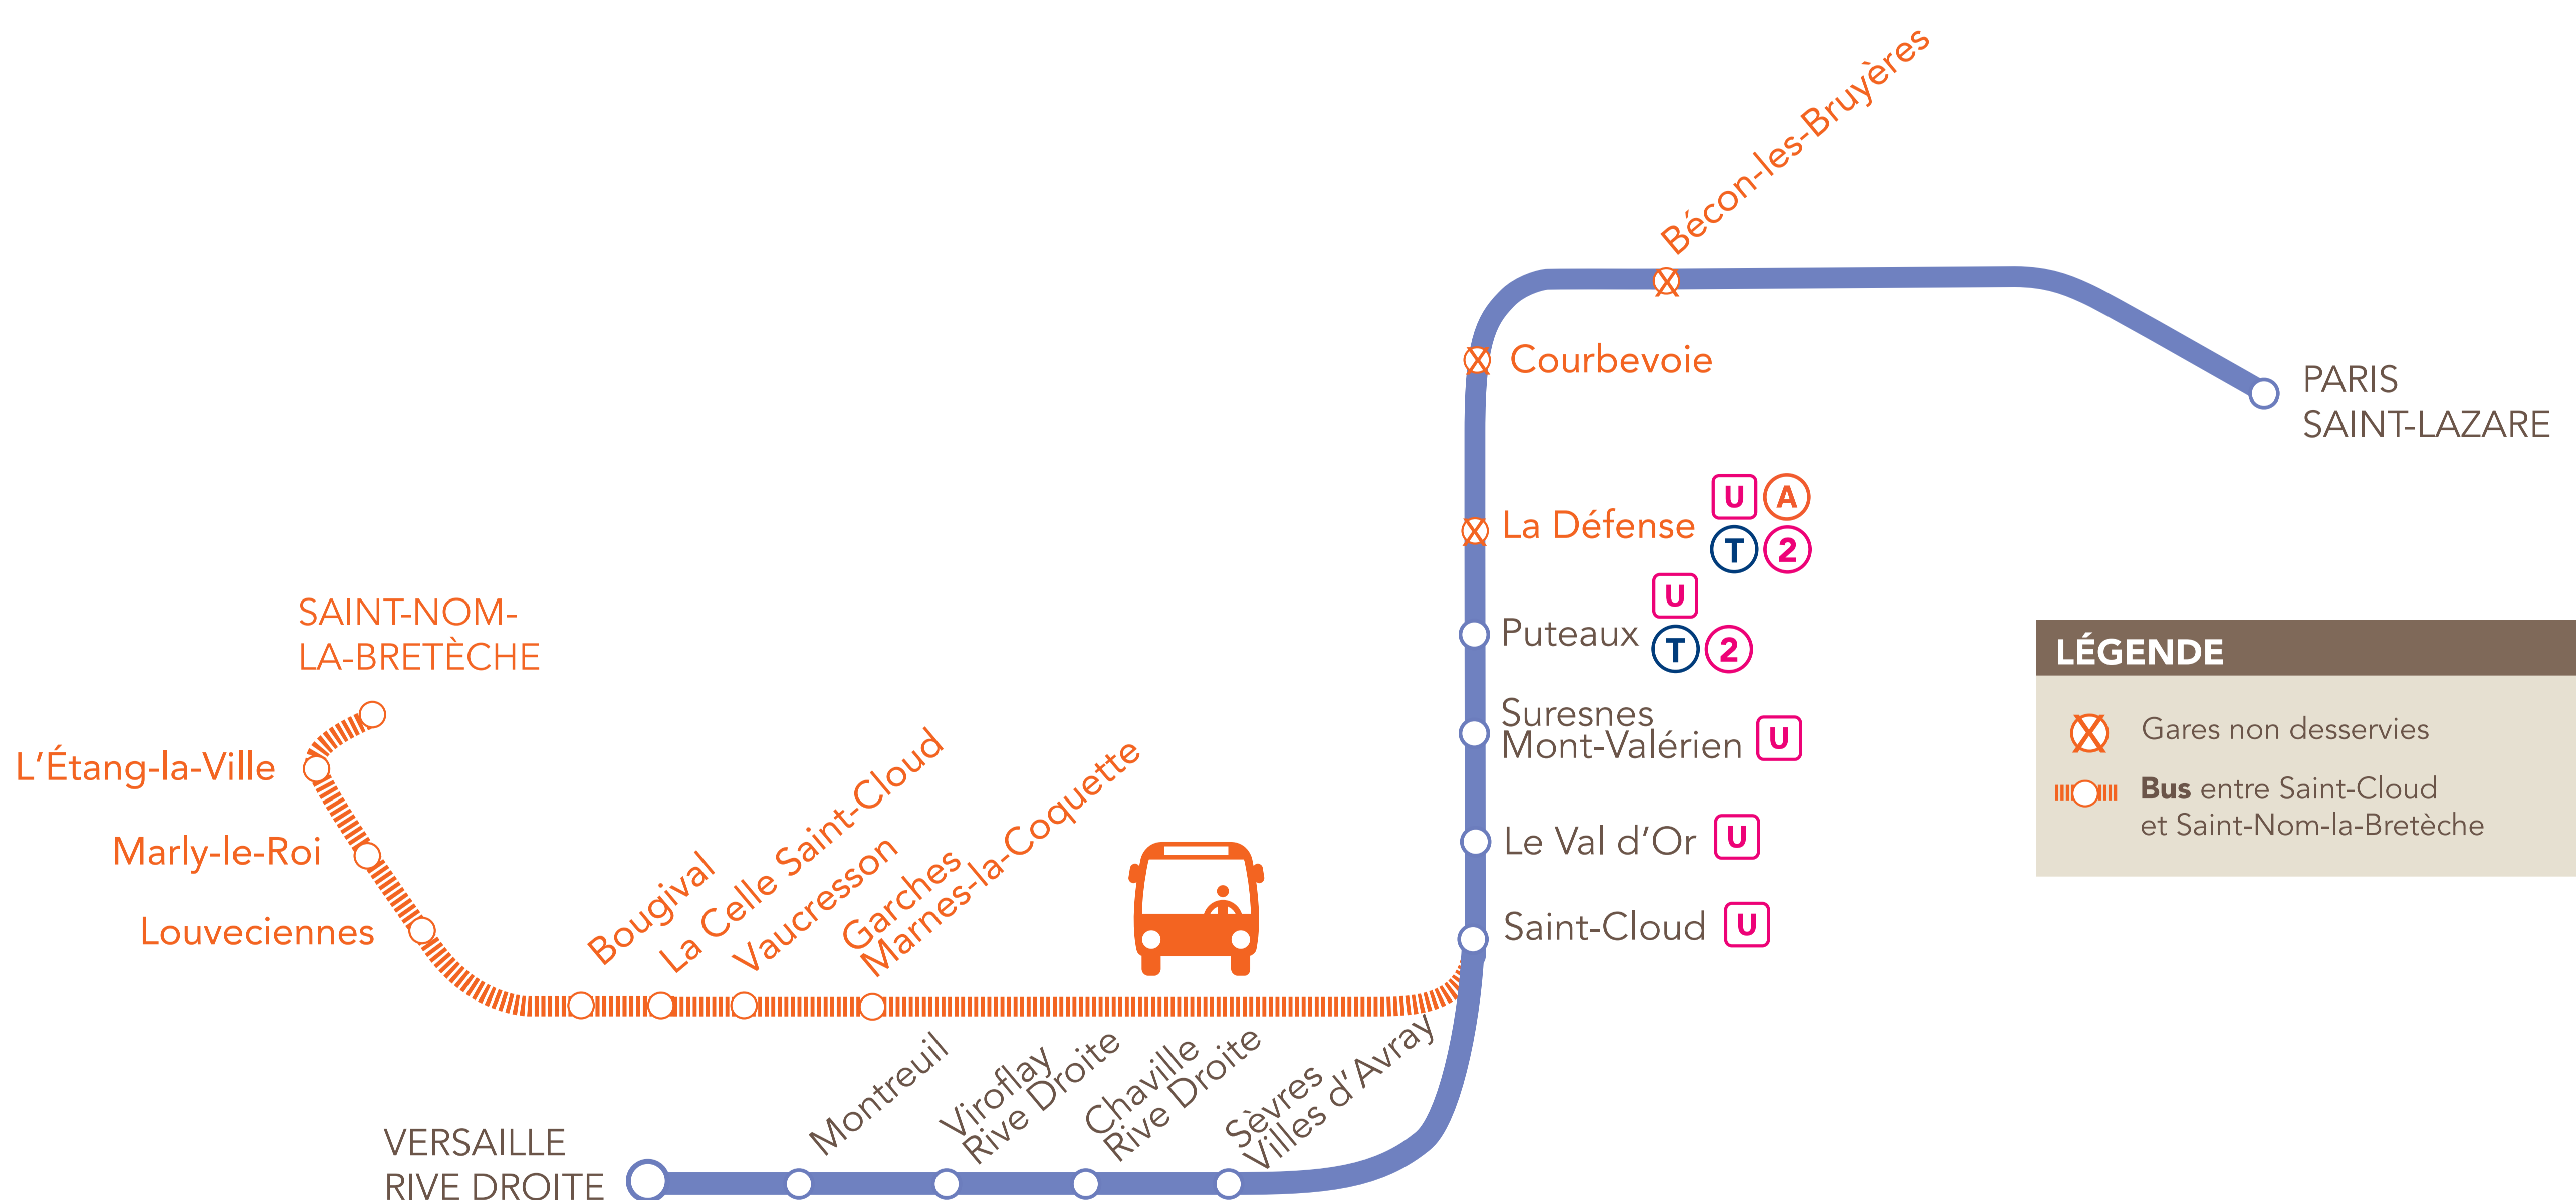 Bécon-les-Bruyères
Courbevoie
PARIS
SAINT-LAZARE
La Défense
U A
T 2
Puteaux
U
T 2
Suresnes
Mont-Valérien U
Le Val d'Or U
Saint-Cloud U
SAINT-NOM-
LA-BRETÈCHE
L'Étang-la-Ville
Marly-le-Roi
Louveciennes
Bougival
La Celle Saint-Cloud
Vaucresson
Garches
Marnes-la-Coquette
Montreuil
Viroflay
Rive Droite
Chaville
Rive Droite
Sèvres
Villes d'Avray
VERSAILLE
RIVE DROITE
LÉGENDE
Gares non desservies
Bus entre Saint-Cloud
et Saint-Nom-la-Bretèche